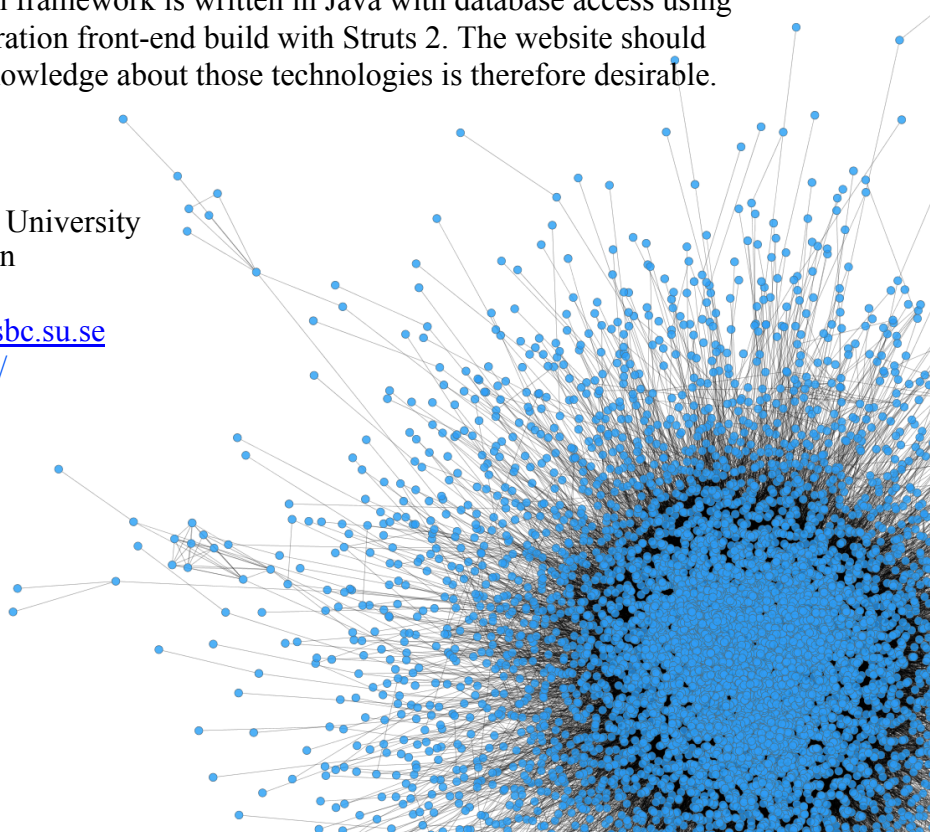 framework is written in Java with database access using
ration front-end build with Struts 2. The website should
owledge about those technologies is therefore desirable.
University
n
sbc.su.se
/